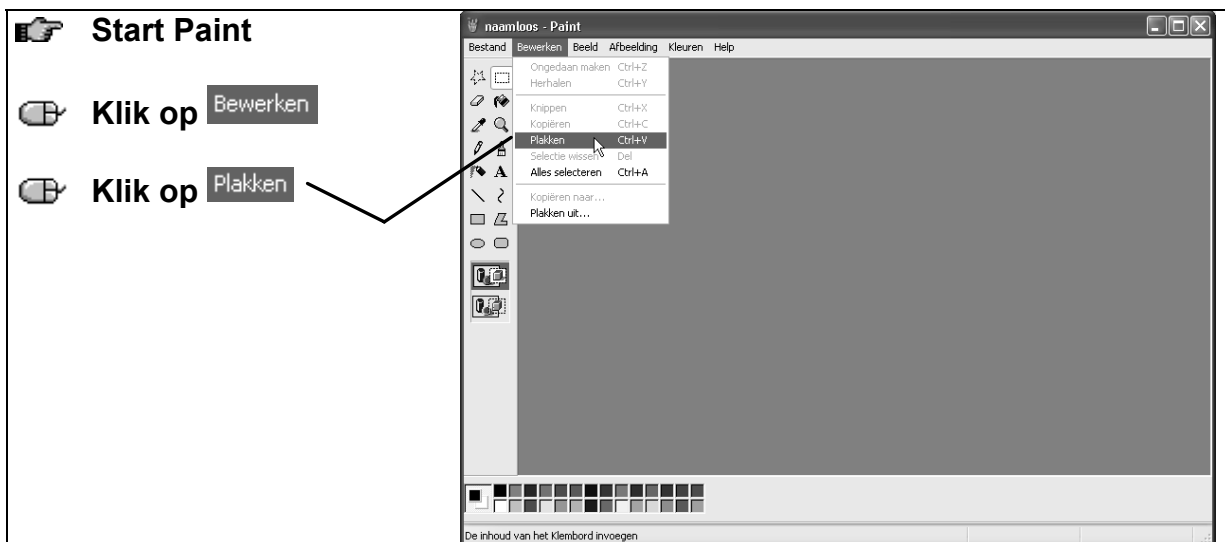 Start Paint
Klik op Bewerken
Klik op Plakken
naamloos - Paint
Bestand Bewerken Beeld Afbeelding Kleuren Help
Ongedaan maken Ctrl+Z
Herhalen Ctrl+Y
Knippen Ctrl+X
Kopiëren Ctrl+C
Plakken Ctrl+V
Selectie wissen Del
Alles selecteren Ctrl+A
Kopiëren naar...
Plakken uit...
A
De inhoud van het Klembord invoegen